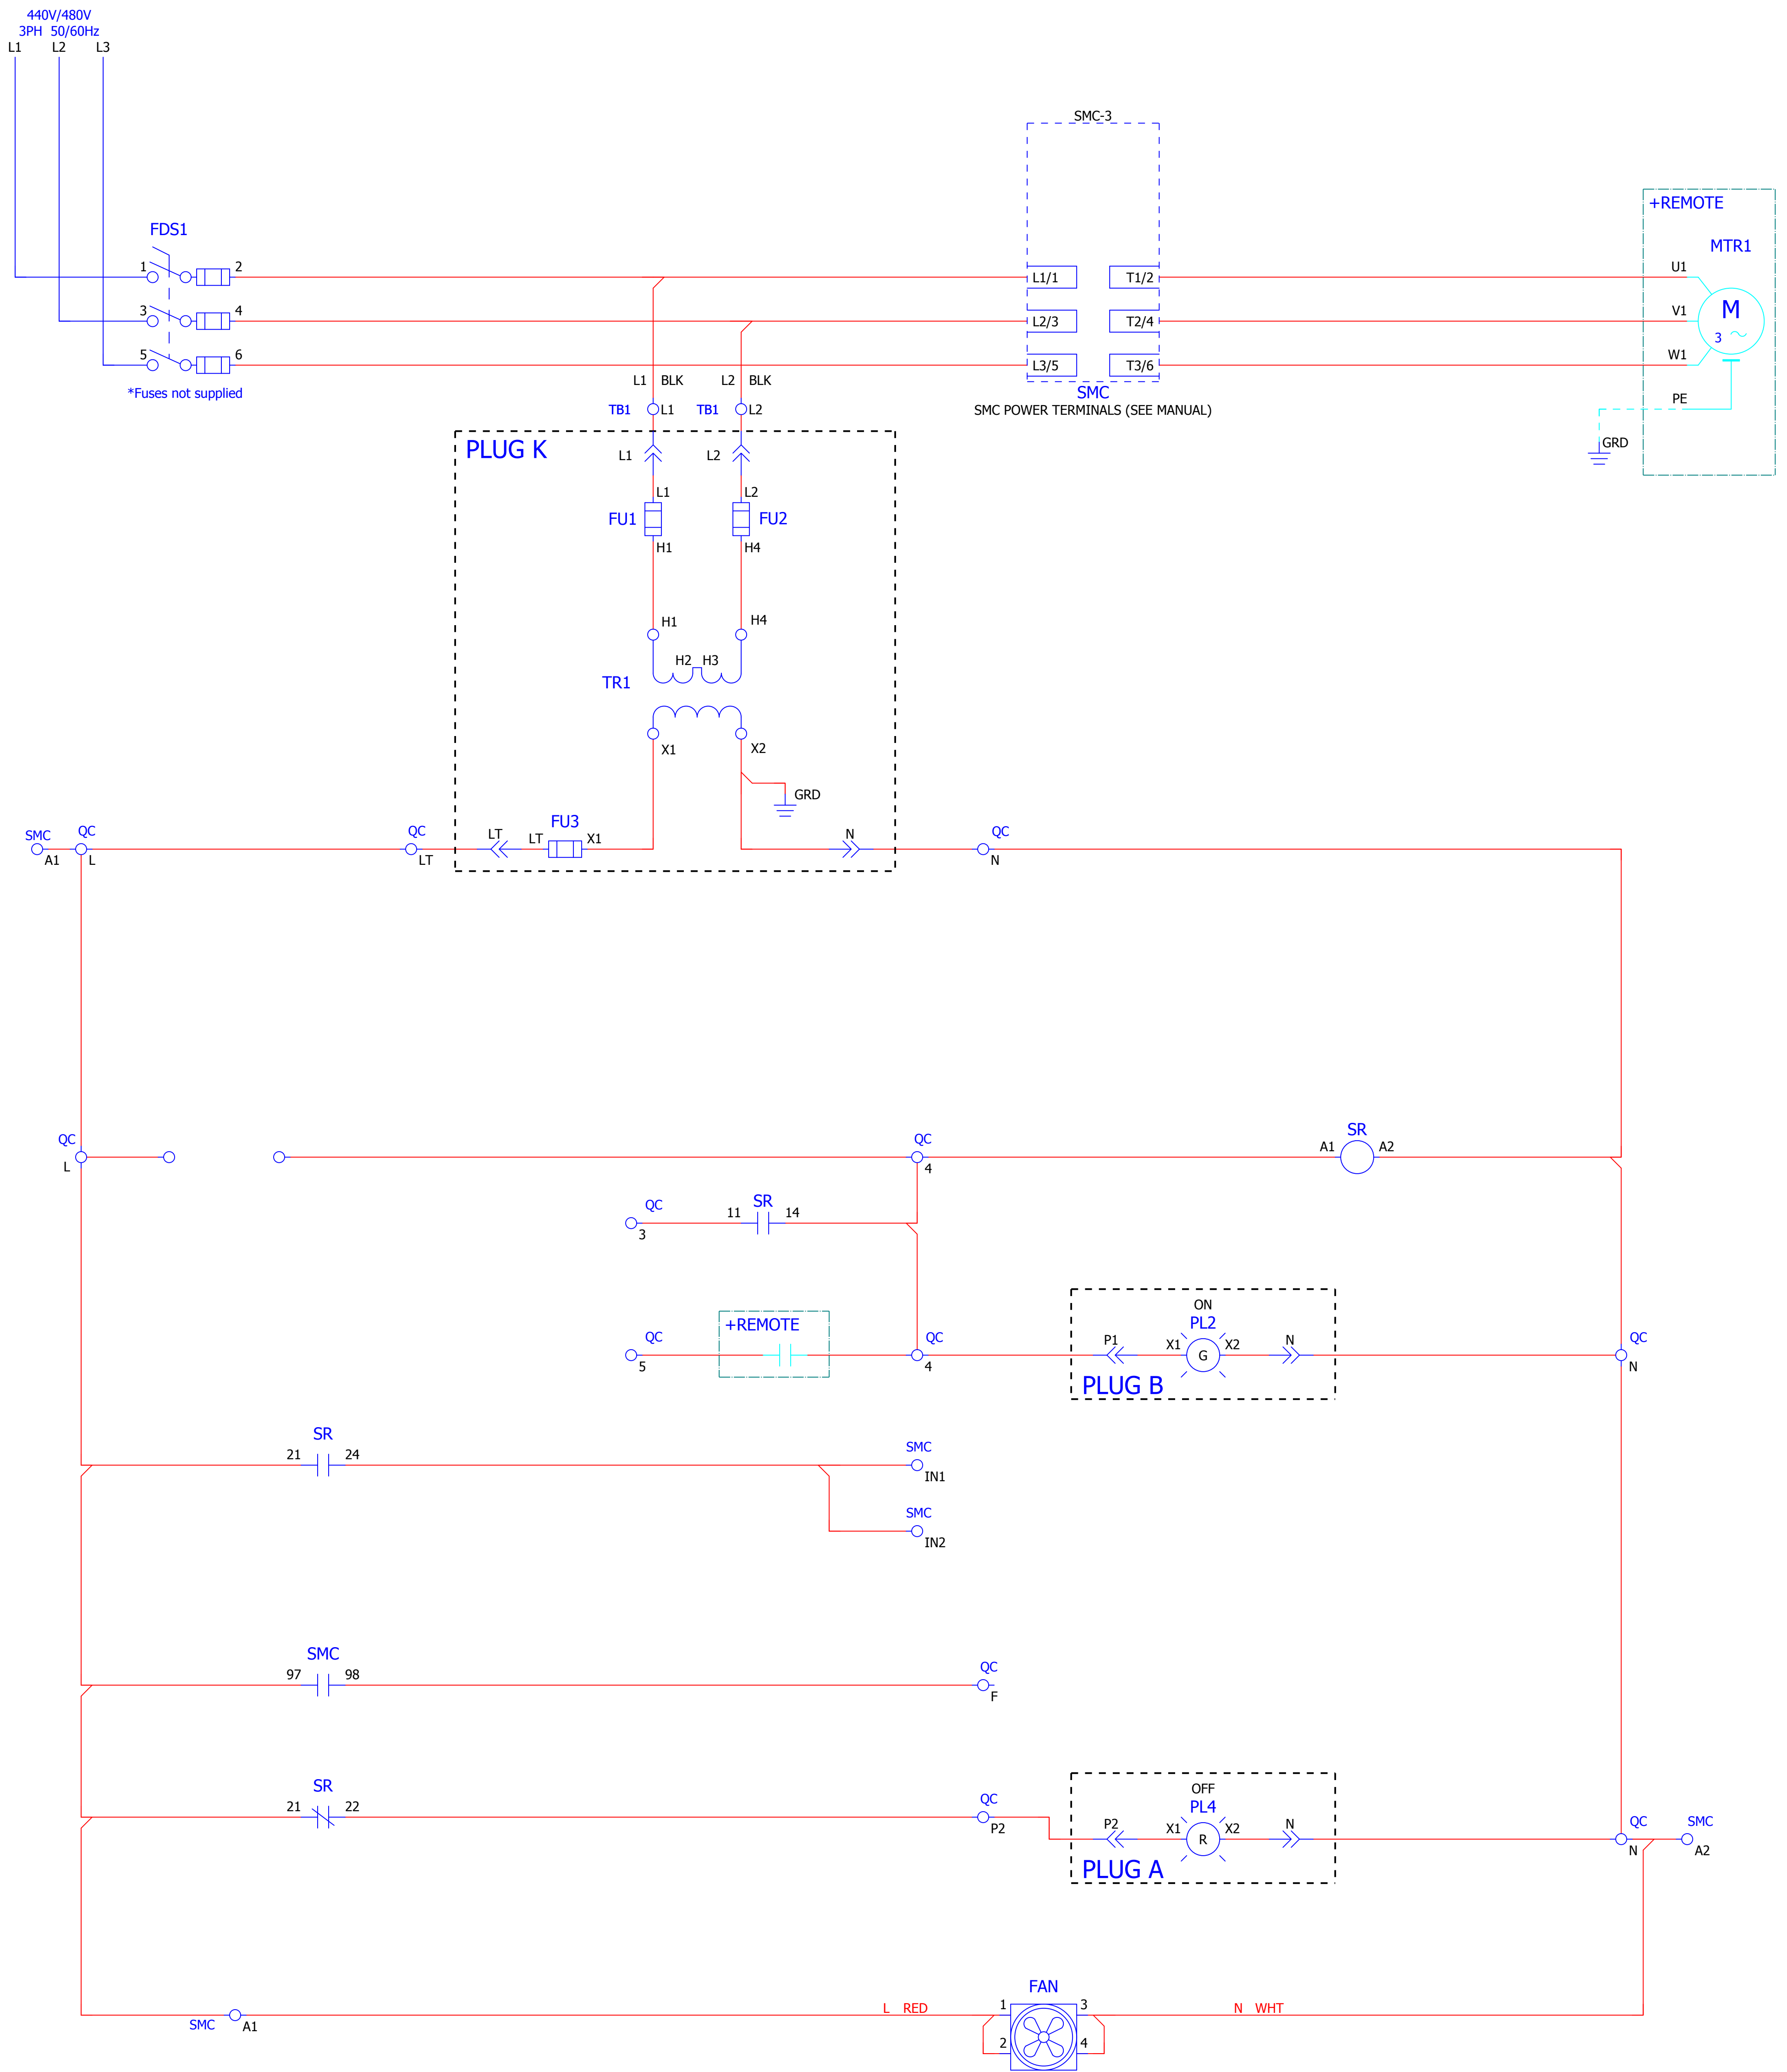 440V/480V
3PH 50/60Hz
L1 L2 L3
SMC-3
+REMOTE
MTR1
FDS1
1 2 L1/1 T1/2 U1
3 4 L2/3 T2/4 V1
M
3
5 6 L3/5 T3/6 W1
*Fuses not supplied
L1 BLK L2 BLK
SMC
SMC POWER TERMINALS (SEE MANUAL)
PE
TB1 L1 TB1 L2
GRD
PLUG K
L1 L2
L1 L2
FU1 FU2
H1 H4
H1 H4
H2 H3
TR1
X1 X2
GRD
SMC QC QC LT LT FU3 X1 N QC
A1 L LT N
QC QC SR
A1 A2
L 4
QC SR
11 14
3
+REMOTE
ON
PL2
QC QC P1 X1 X2 N QC
G
5 4 N
PLUG B
SR SMC
21 24
IN1
SMC
IN2
SMC QC
97 98
F
SR QC
21 22
P2
OFF
PL4
P2 X1 X2 N QC SMC
R
N A2
PLUG A
FAN
L RED 1 3 N WHT
SMC A1
2 4